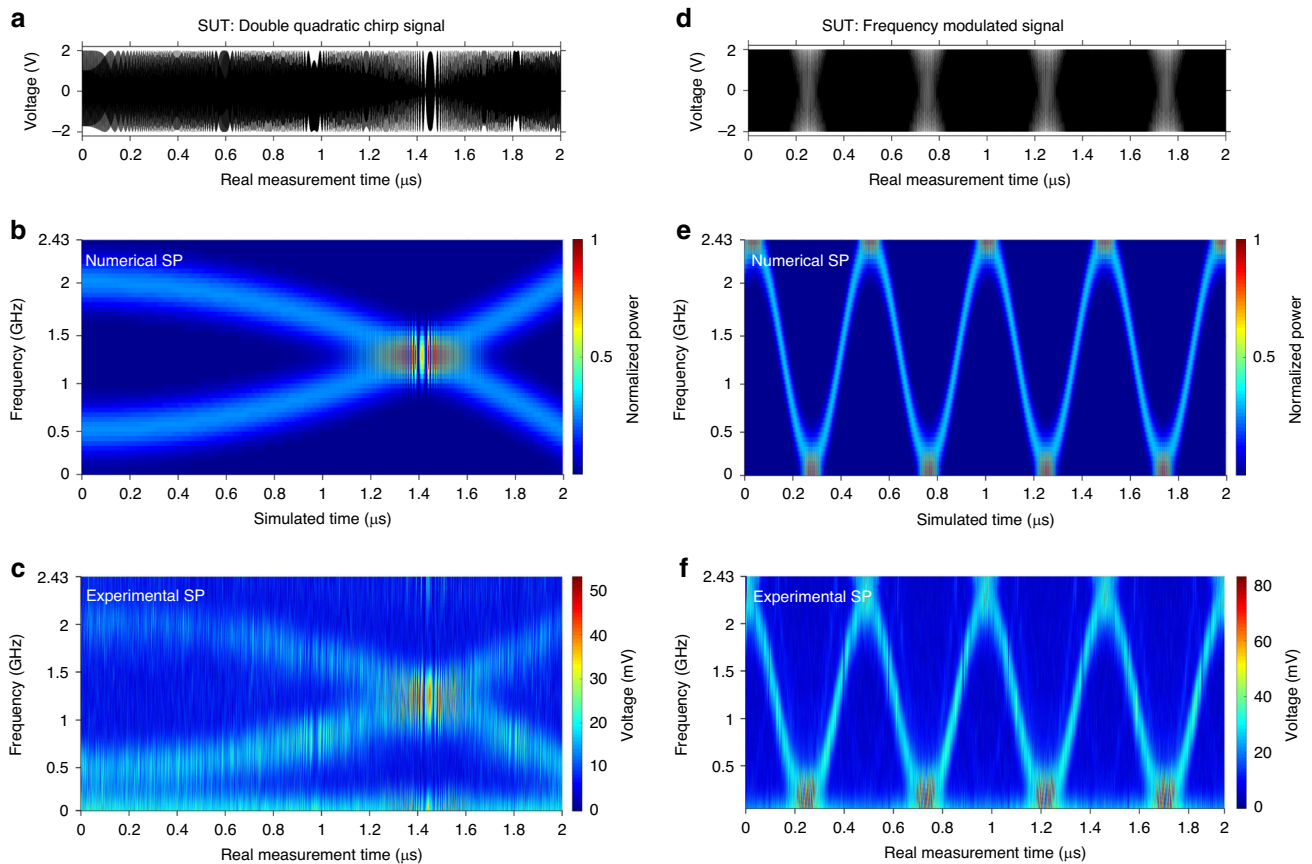 a
SUT: Double quadratic chirp signal
Voltage (V)
2
0
−2
0 0.2 0.4 0.6 0.8 1 1.2 1.4 1.6 1.8 2
Real measurement time (μs)
d
SUT: Frequency modulated signal
Voltage (V)
2
0
−2
0 0.2 0.4 0.6 0.8 1 1.2 1.4 1.6 1.8 2
Real measurement time (μs)
b
Numerical SP
Frequency (GHz)
2.43
2
1.5
1
0.5
0
0 0.2 0.4 0.6 0.8 1 1.2 1.4 1.6 1.8 2
Simulated time (μs)
1
0.5
Normalized power
e
Numerical SP
Frequency (GHz)
2.43
2
1.5
1
0.5
0
0 0.2 0.4 0.6 0.8 1 1.2 1.4 1.6 1.8 2
Simulated time (μs)
1
0.5
Normalized power
c
Experimental SP
Frequency (GHz)
2.43
2
1.5
1
0.5
0
0 0.2 0.4 0.6 0.8 1 1.2 1.4 1.6 1.8 2
Real measurement time (μs)
50
40
30
20
10
0
Voltage (mV)
f
Experimental SP
Frequency (GHz)
2.43
2
1.5
1
0.5
0 0.2 0.4 0.6 0.8 1 1.2 1.4 1.6 1.8 2
Real measurement time (μs)
80
60
40
20
0
Voltage (mV)